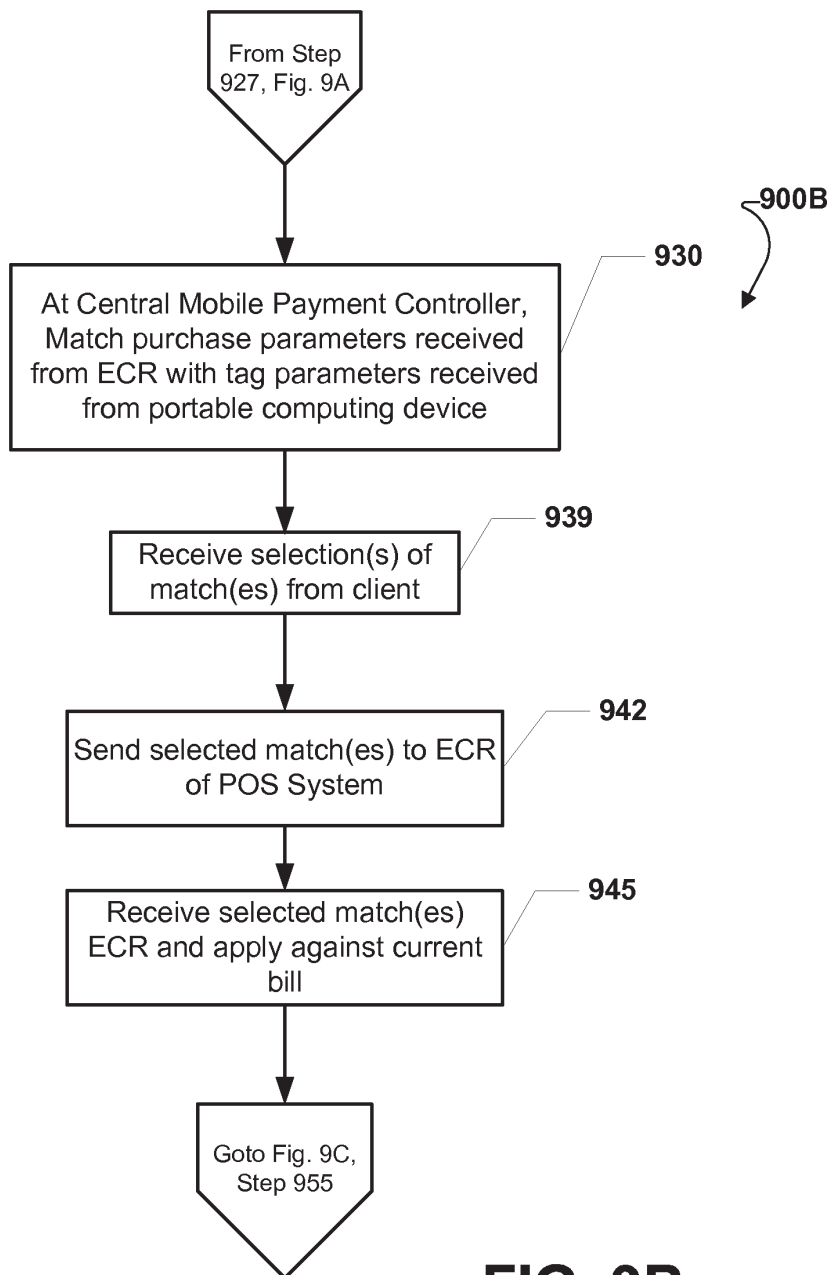 From Step
927, Fig. 9A
900B
930
At Central Mobile Payment Controller,
Match purchase parameters received
from ECR with tag parameters received
from portable computing device
939
Receive selection(s) of
match(es) from client
942
Send selected match(es) to ECR
of POS System
945
Receive selected match(es)
ECR and apply against current
bill
Goto Fig. 9C,
Step 955
FIG. 9B